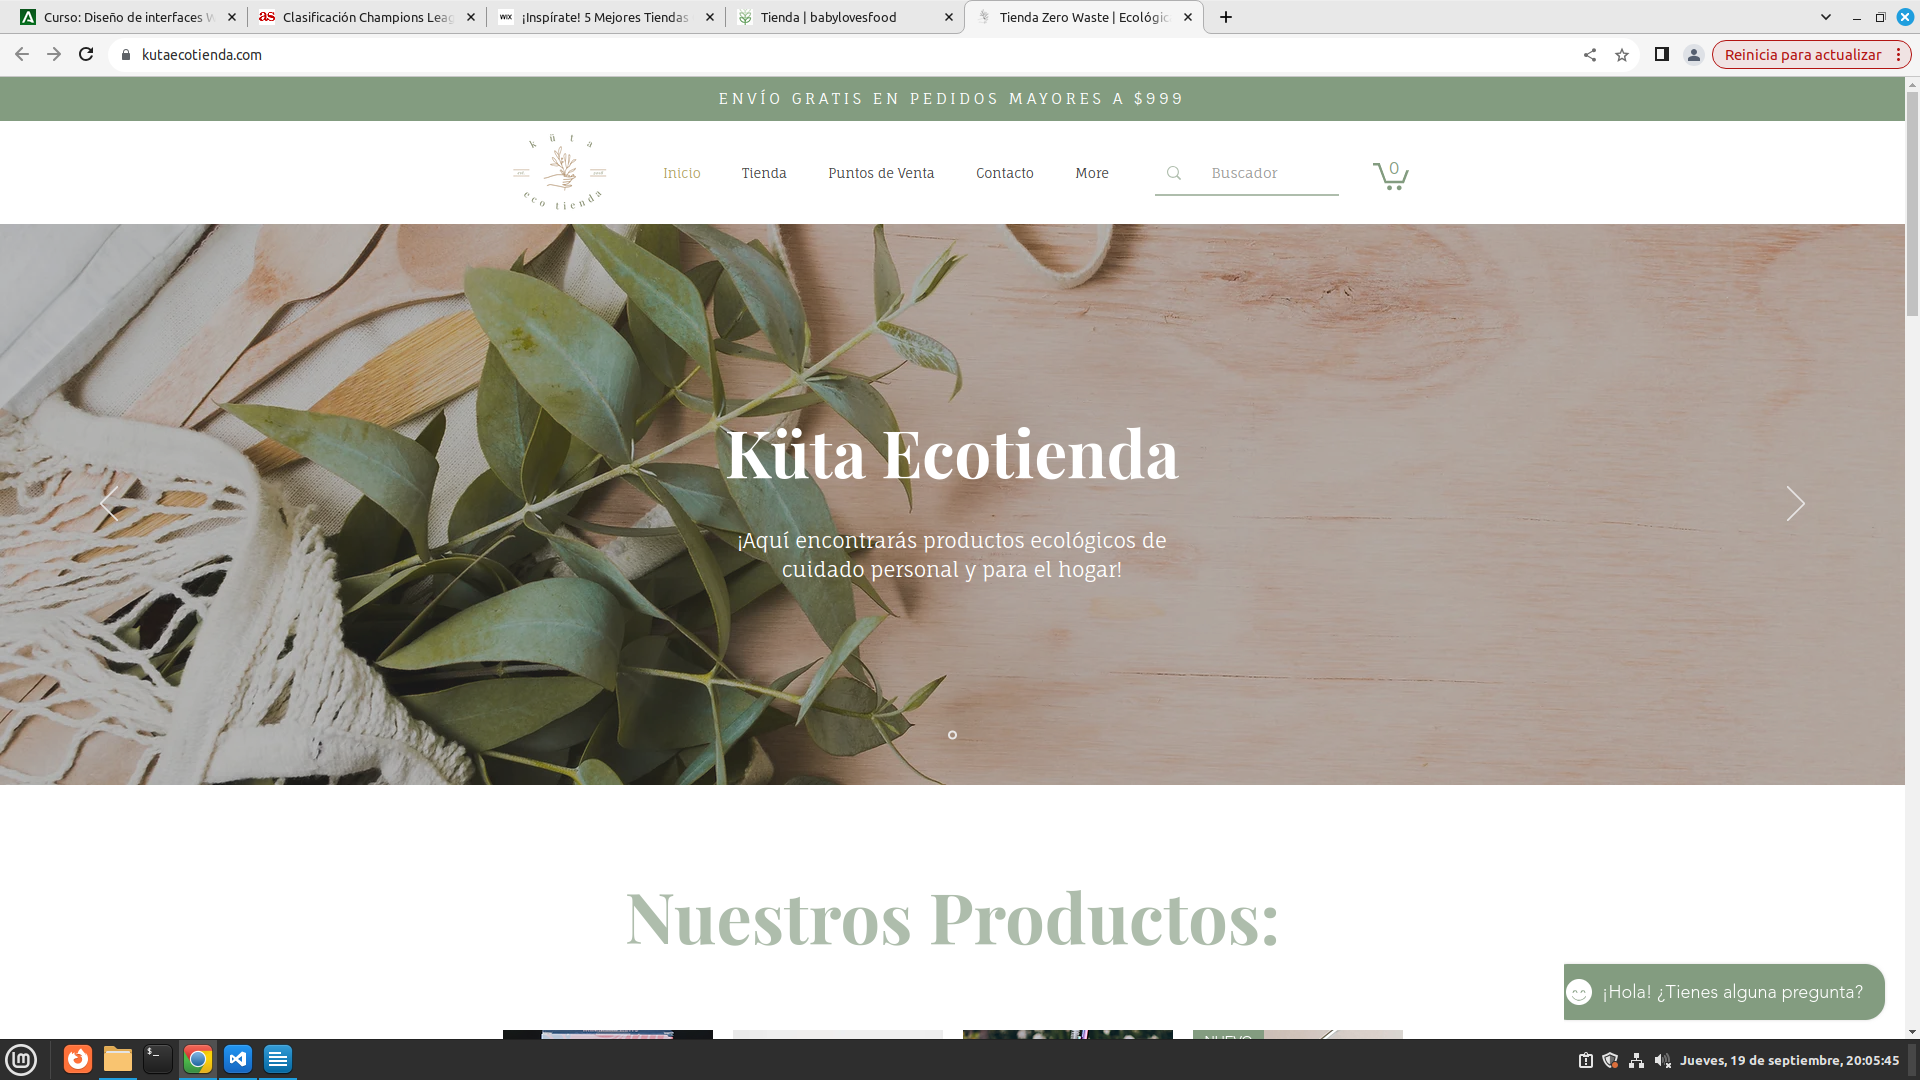 Curso: Diseño de interfaces W
Clasificación Champions Leag
WIX
¡Inspírate! 5 Mejores Tiendas
Tienda | babylovesfood
Tienda Zero Waste | Ecológic
kutaecotienda.com
Reinicia para actualizar
ENVÍO GRATIS EN PEDIDOS MAYORES A $999
küta
eco tienda
Inicio
Tienda
Puntos de Venta
Contacto
More
Buscador
0
Küta Ecotienda
¡Aquí encontrarás productos ecológicos de
cuidado personal y para el hogar!
Nuestros Productos:
¡Hola! ¿Tienes alguna pregunta?
Jueves, 19 de septiembre, 20:05:45